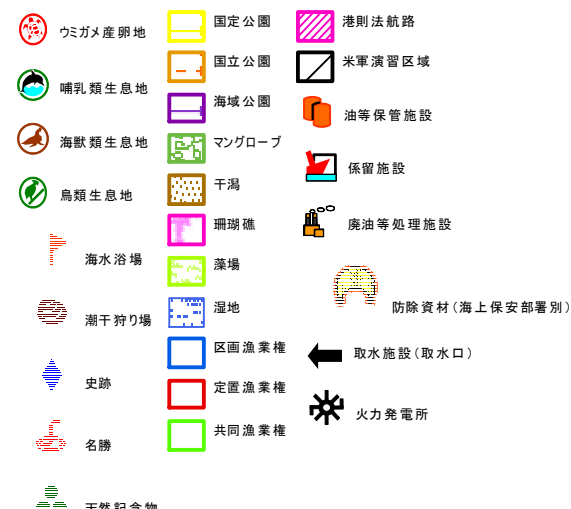 ウミガメ産卵地
哺乳類生息地
海獣類生息地
鳥類生息地
海水浴場
潮干狩り場
史跡
名勝
天然記念物
国定公園
国立公園
海域公園
マングローブ
干潟
珊瑚礁
藻場
湿地
区画漁業権
定置漁業権
共同漁業権
港則法航路
米軍演習区域
油等保管施設
係留施設
廃油等処理施設
防除資材(海上保安部署別)
取水施設(取水口)
火力発電所